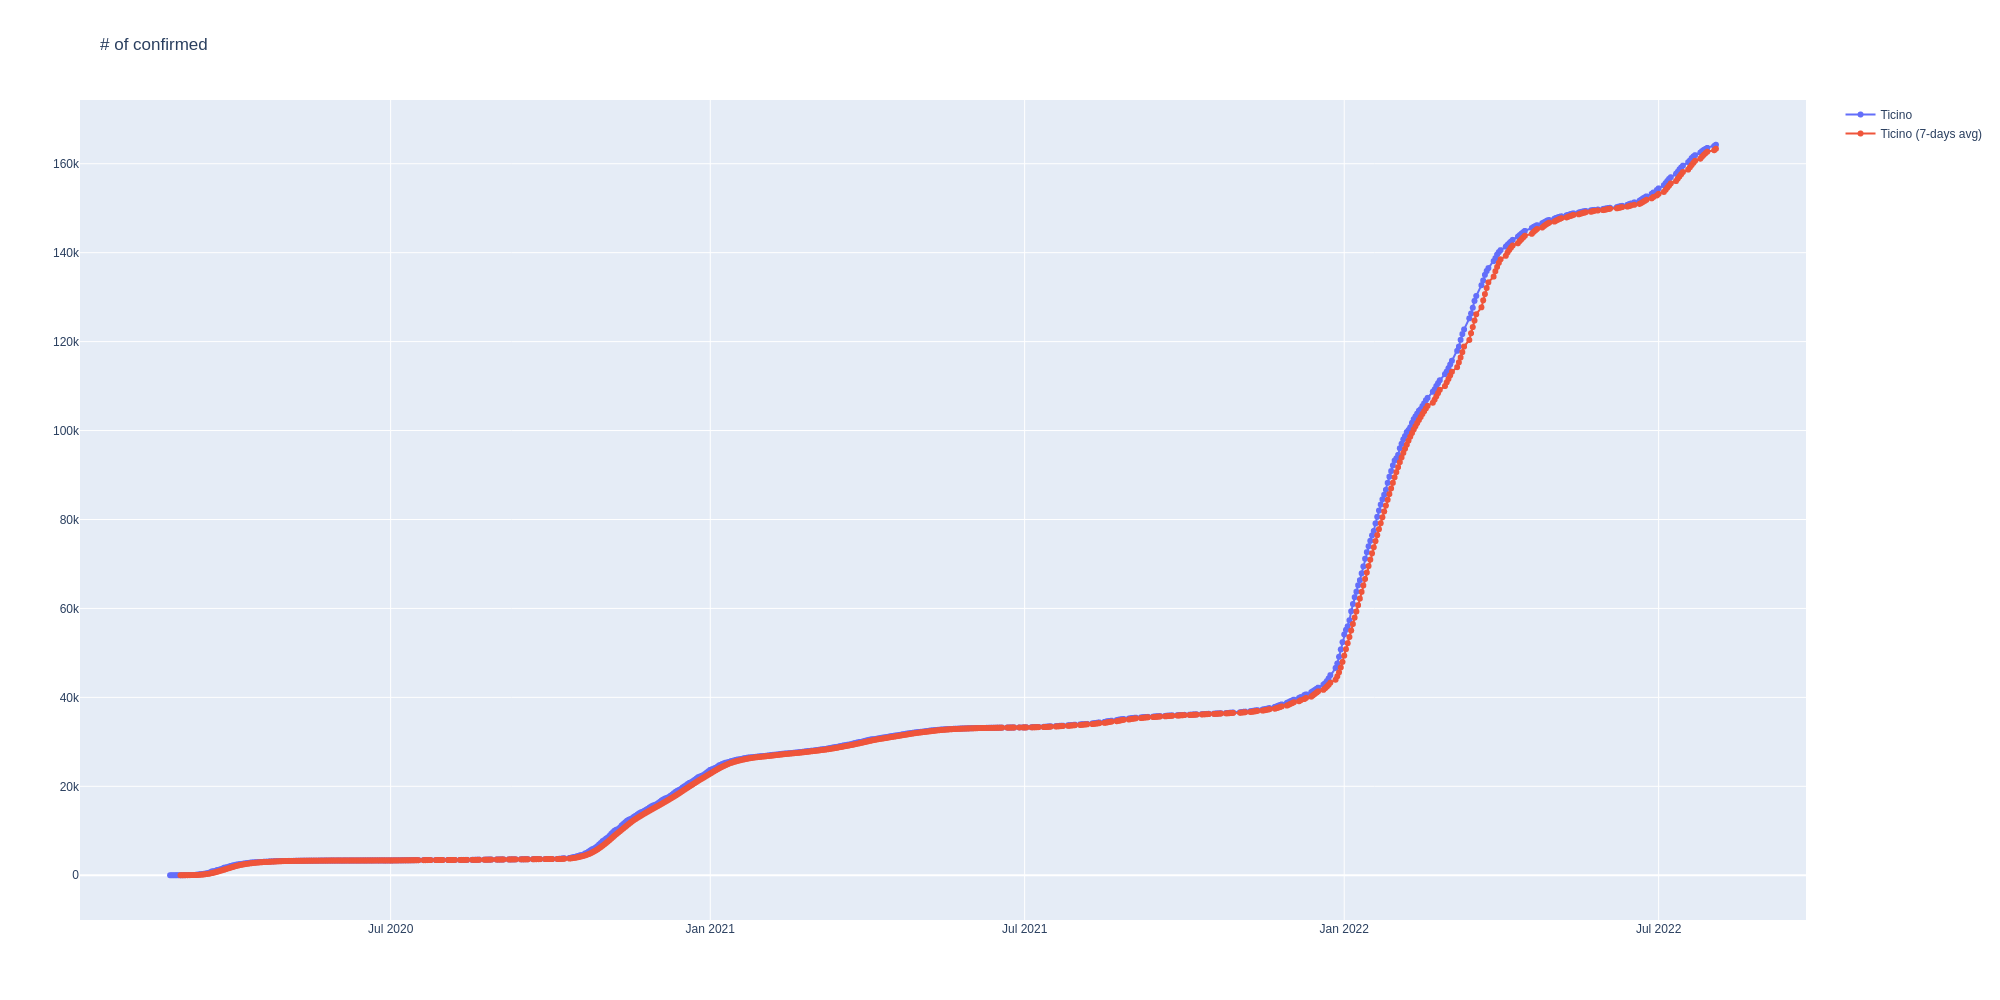 # of confirmed
Ticino
Ticino (7-days avg)
160k
140k
120k
100k
80k
60k
40k
20k
0
Jul 2020
Jan 2021
Jul 2021
Jan 2022
Jul 2022